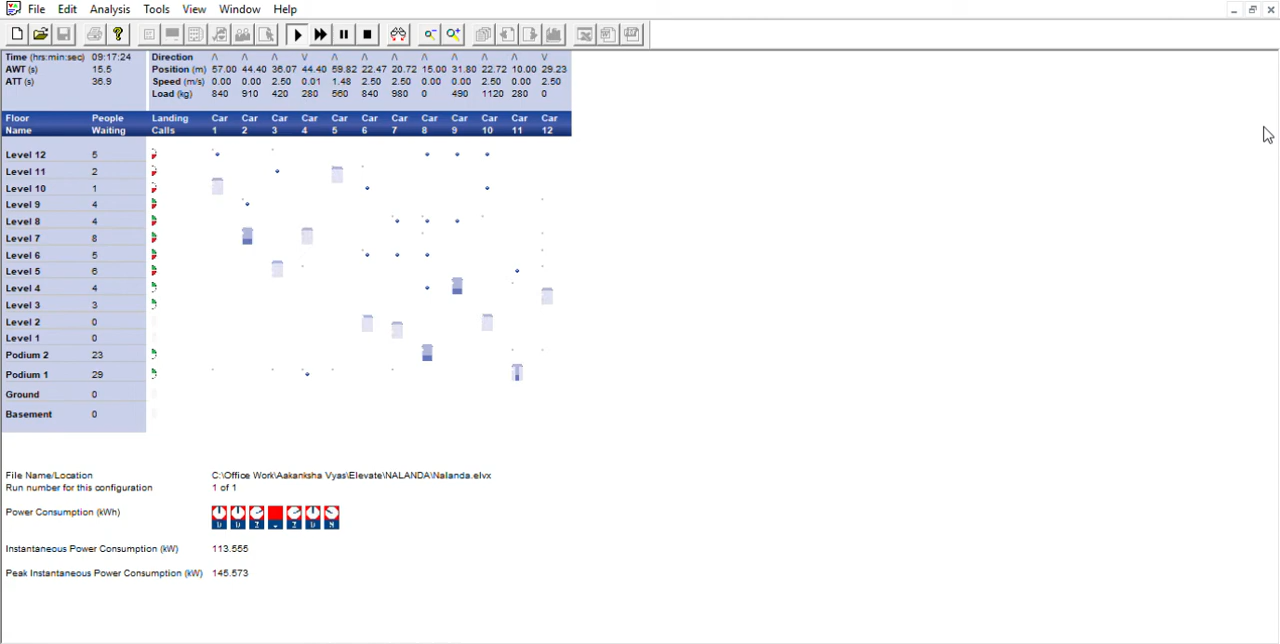 File Edit Analysis Tools View Window Help
Time (hrs:min:sec) 09:17:24 Direction /\ /\ /\ \/ /\ /\ /\ /\ /\ /\ /\ \/
AWT (s) 15.5 Position (m) 57.00 44.40 36.07 44.40 59.82 22.47 20.72 15.00 31.80 22.72 10.00 29.23
ATT (s) 36.9 Speed (m/s) 0.00 0.00 2.50 0.01 1.48 2.50 2.50 0.00 0.00 2.50 0.00 2.50
Load (kg) 840 910 420 280 560 840 980 0 490 1120 280 0
Floor People Landing Car Car Car Car Car Car Car Car Car Car Car Car
Name Waiting Calls 1 2 3 4 5 6 7 8 9 10 11 12
Level 12 5
Level 11 2
Level 10 1
Level 9 4
Level 8 4
Level 7 8
Level 6 5
Level 5 6
Level 4 4
Level 3 3
Level 2 0
Level 1 0
Podium 2 23
Podium 1 29
Ground 0
Basement 0
File Name/Location C:\Office Work\Aakanksha Vyas\Elevate\NALANDA\Nalanda.elvx
Run number for this configuration 1 of 1
Power Consumption (kWh)
Instantaneous Power Consumption (kW) 113.555
Peak Instantaneous Power Consumption (kW) 145.573